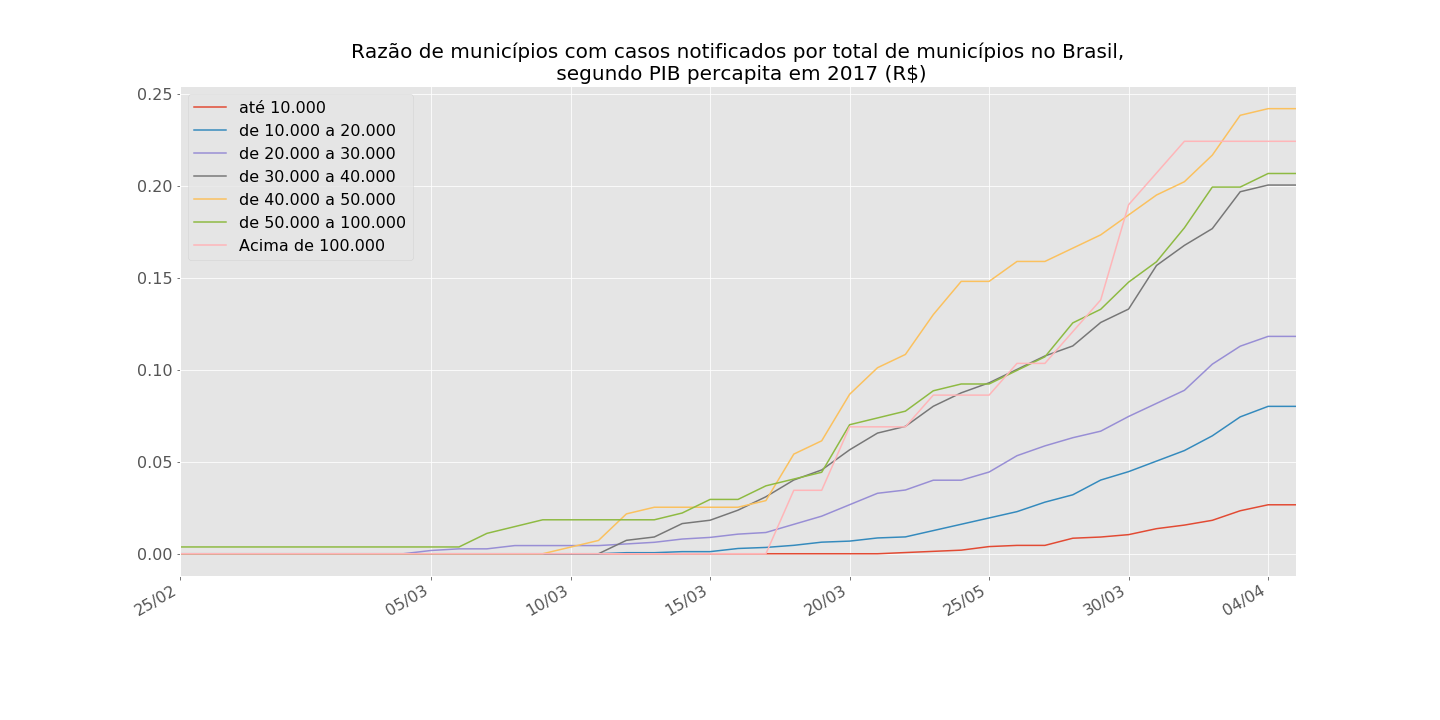 Razão de municípios com casos notificados por total de municípios no Brasil,
segundo PIB percapita em 2017 (R$)
0.25
0.20
0.15
0.10
0.05
0.00
até 10.000
de 10.000 a 20.000
de 20.000 a 30.000
de 30.000 a 40.000
de 40.000 a 50.000
de 50.000 a 100.000
Acima de 100.000
25/02
05/03
10/03
15/03
20/03
25/05
30/03
04/04